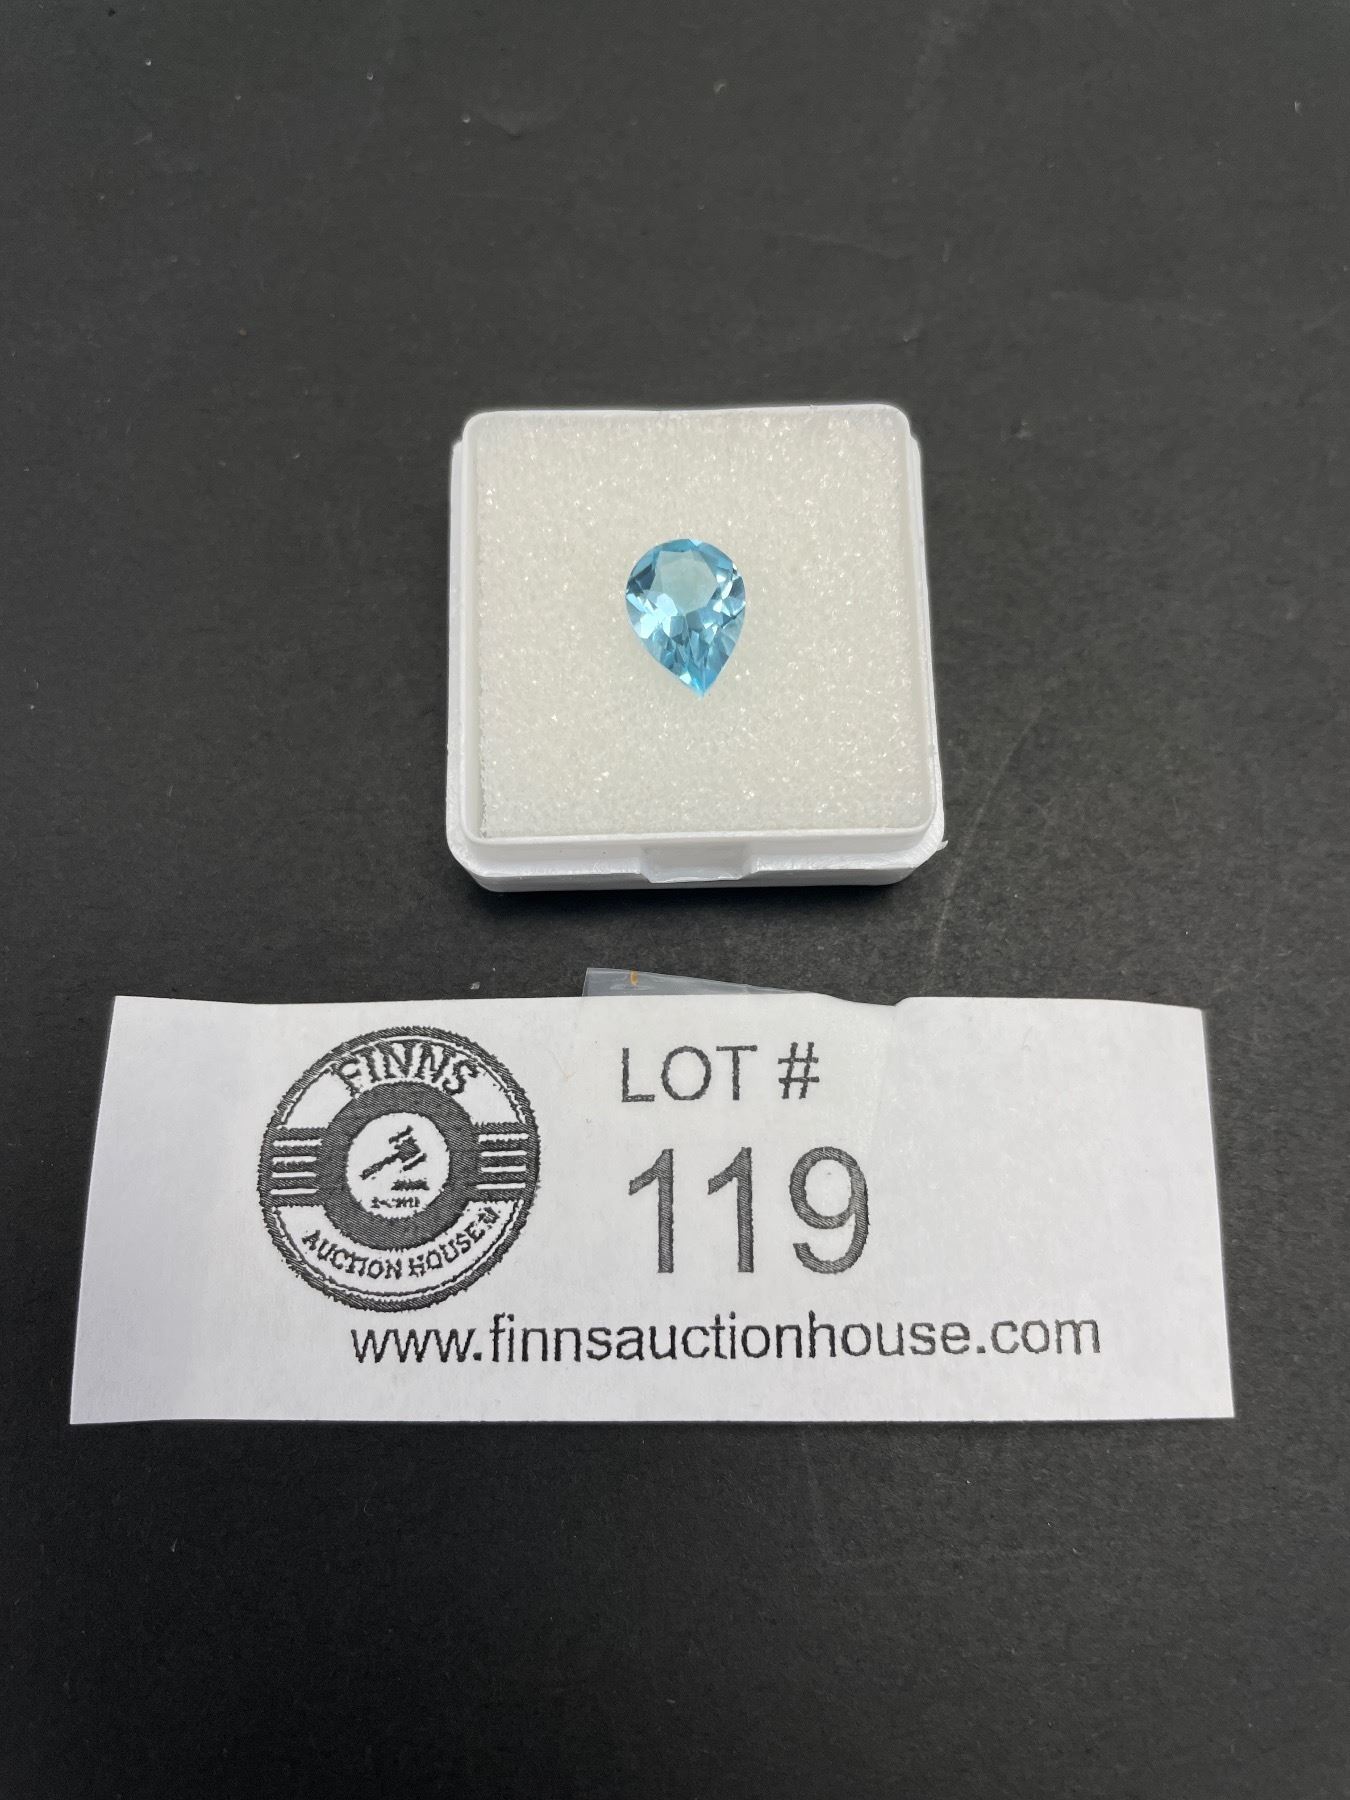 FINNS
AUCTION HOUSE
LOT #
119
www.finnsauctionhouse.com